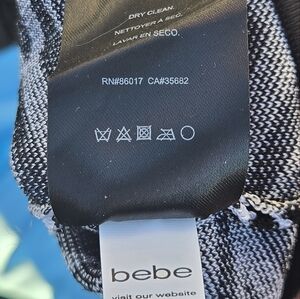 DRY CLEAN.
NETTOYER A SEC.
LAVAR EN SECO.
RN#86017 CA#35682
bebe
visit our website